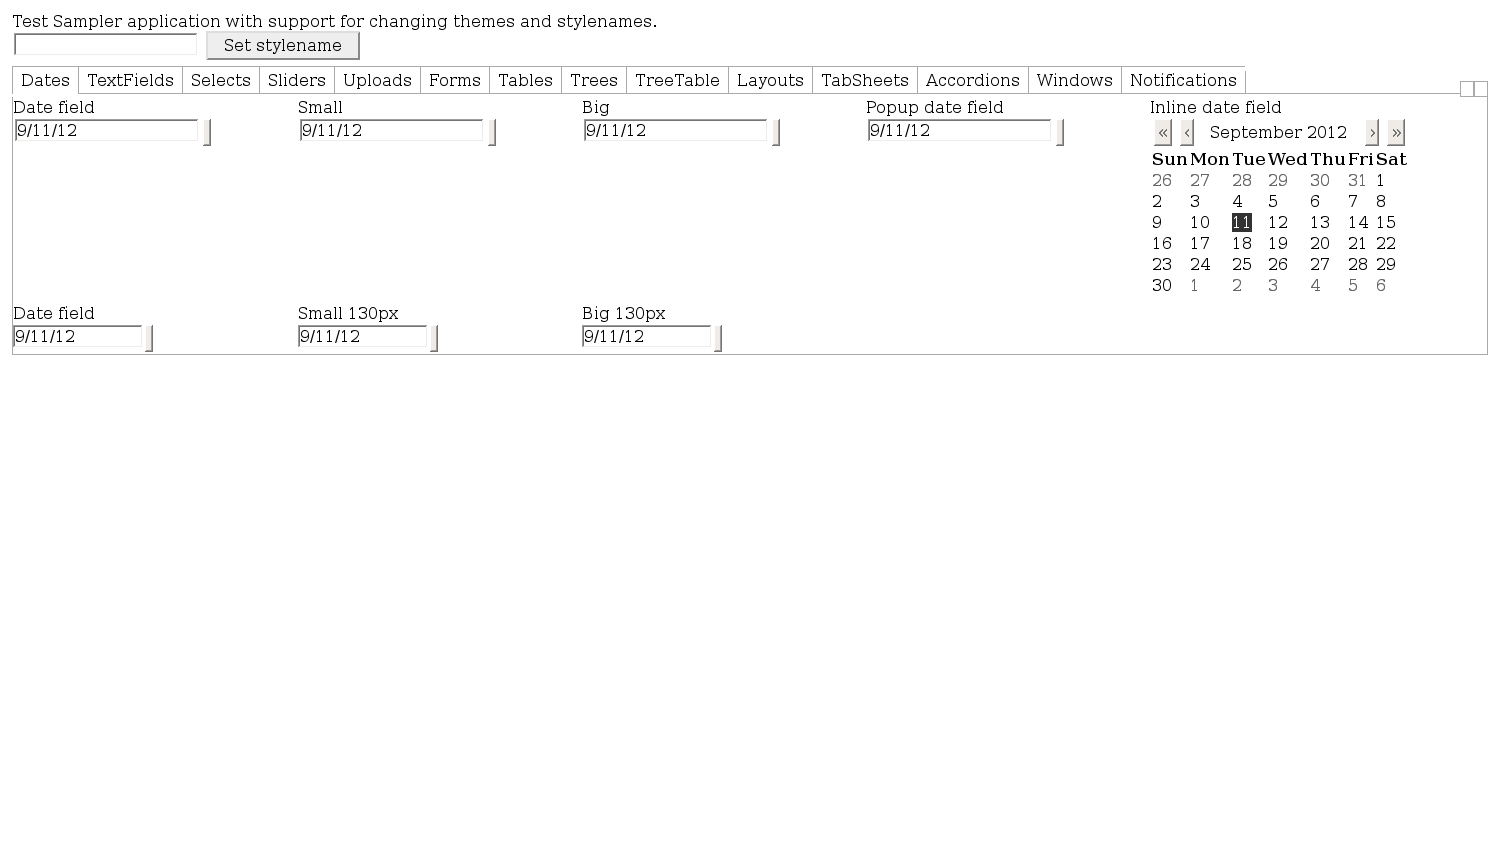 Test Sampler application with support for changing themes and stylenames.
Set stylename
Dates TextFields Selects Sliders Uploads Forms Tables Trees TreeTable Layouts TabSheets Accordions Windows Notifications
Date field Small Big Popup date field Inline date field
9/11/12 9/11/12 9/11/12 9/11/12 « ‹ September 2012 › »
Sun Mon Tue Wed Thu Fri Sat
26 27 28 29 30 31 1
2 3 4 5 6 7 8
9 10 11 12 13 14 15
16 17 18 19 20 21 22
23 24 25 26 27 28 29
30 1 2 3 4 5 6
Date field Small 130px Big 130px
9/11/12 9/11/12 9/11/12